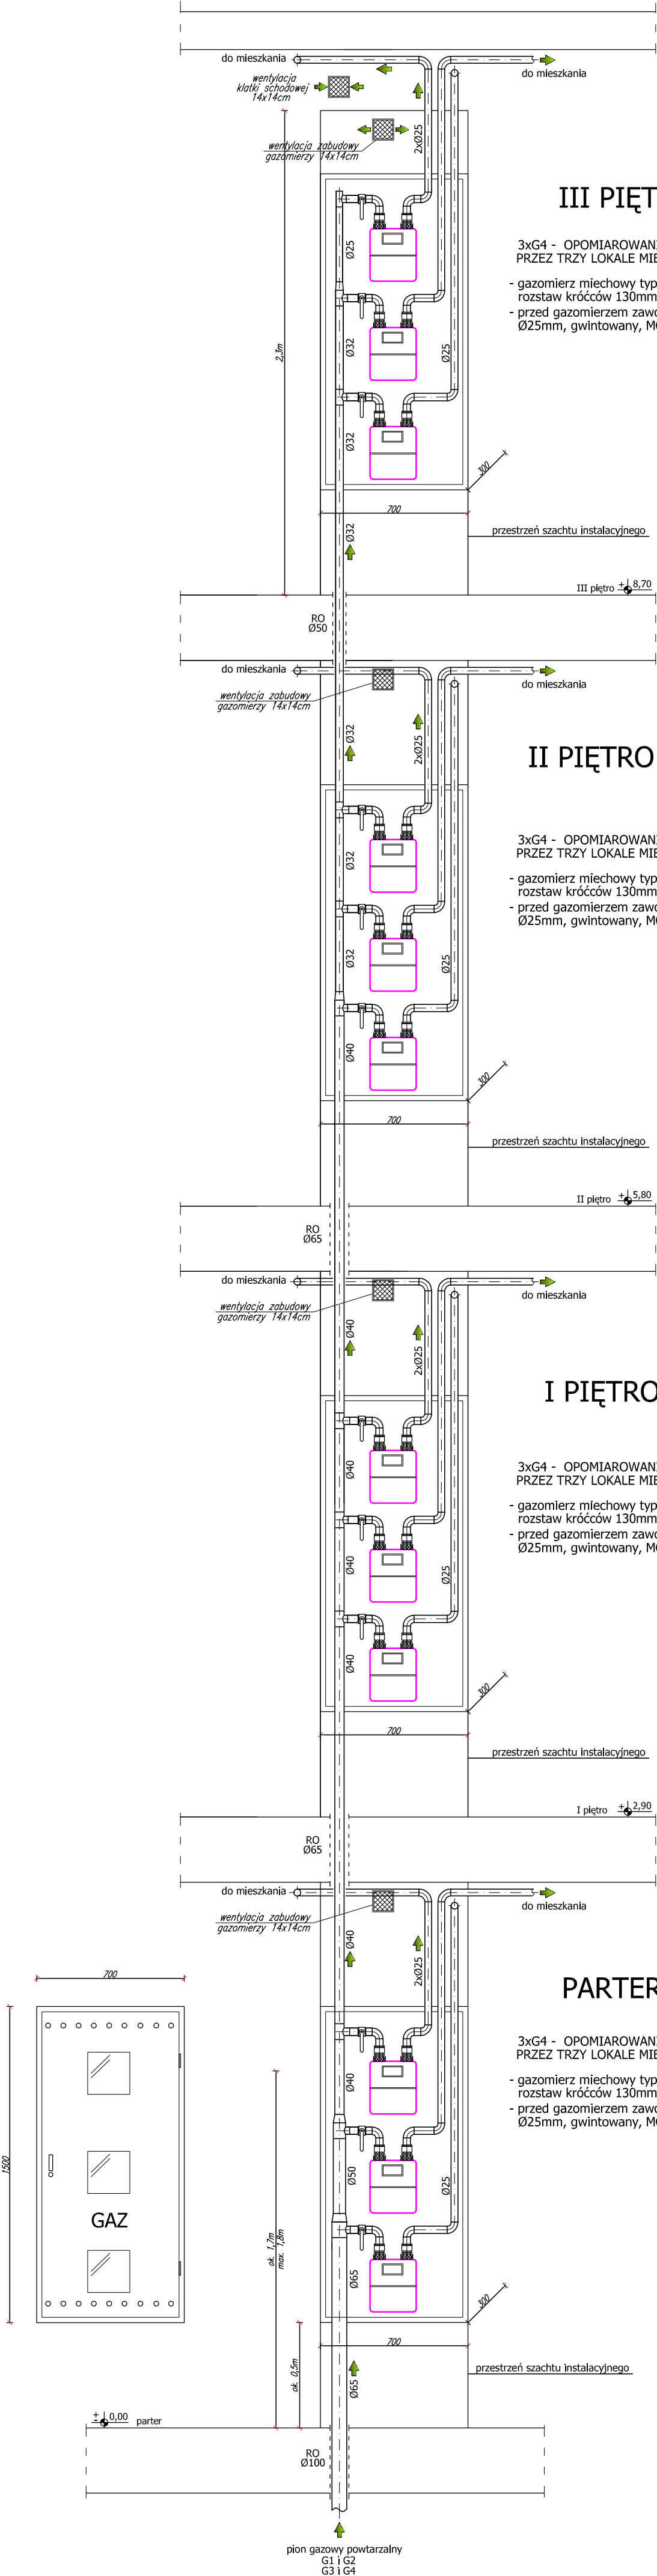 do mieszkania
do mieszkania
wentylacja
klatki schodowej
14x14cm
wentylacja zabudowy
gazomierzy 14x14cm
2xØ25
III PIĘT
3xG4 - OPOMIAROWAN
PRZEZ TRZY LOKALE MIE
- gazomierz miechowy typ
rozstaw króćców 130mm
- przed gazomierzem zawo
Ø25mm, gwintowany, M
Ø25
2,3m
Ø32
Ø25
Ø32
300
700
Ø32
przestrzeń szachtu instalacyjnego
III piętro
+ 8,70
RO
Ø50
do mieszkania
do mieszkania
wentylacja zabudowy
gazomierzy 14x14cm
Ø32
2xØ25
II PIĘTRO
3xG4 - OPOMIAROWAN
PRZEZ TRZY LOKALE MIE
- gazomierz miechowy typ
rozstaw króćców 130mm
- przed gazomierzem zawo
Ø25mm, gwintowany, M
Ø32
Ø32
Ø25
Ø40
300
700
przestrzeń szachtu instalacyjnego
II piętro
+ 5,80
RO
Ø65
do mieszkania
do mieszkania
wentylacja zabudowy
gazomierzy 14x14cm
Ø40
2xØ25
I PIĘTRO
3xG4 - OPOMIAROWAN
PRZEZ TRZY LOKALE MIE
- gazomierz miechowy typ
rozstaw króćców 130mm
- przed gazomierzem zawo
Ø25mm, gwintowany, M
Ø40
Ø40
Ø25
Ø40
300
700
przestrzeń szachtu instalacyjnego
I piętro
+ 2,90
RO
Ø65
do mieszkania
do mieszkania
wentylacja zabudowy
gazomierzy 14x14cm
Ø40
2xØ25
700
PARTER
3xG4 - OPOMIAROWAN
PRZEZ TRZY LOKALE MIE
- gazomierz miechowy typ
rozstaw króćców 130mm
- przed gazomierzem zawo
Ø25mm, gwintowany, M
Ø40
1500
Ø50
Ø25
GAZ
ok. 1,7m
max. 1,8m
Ø65
300
700
ok. 0,5m
przestrzeń szachtu instalacyjnego
Ø65
± 0,00
parter
RO
Ø100
pion gazowy powtarzalny
G1 i G2
G3 i G4